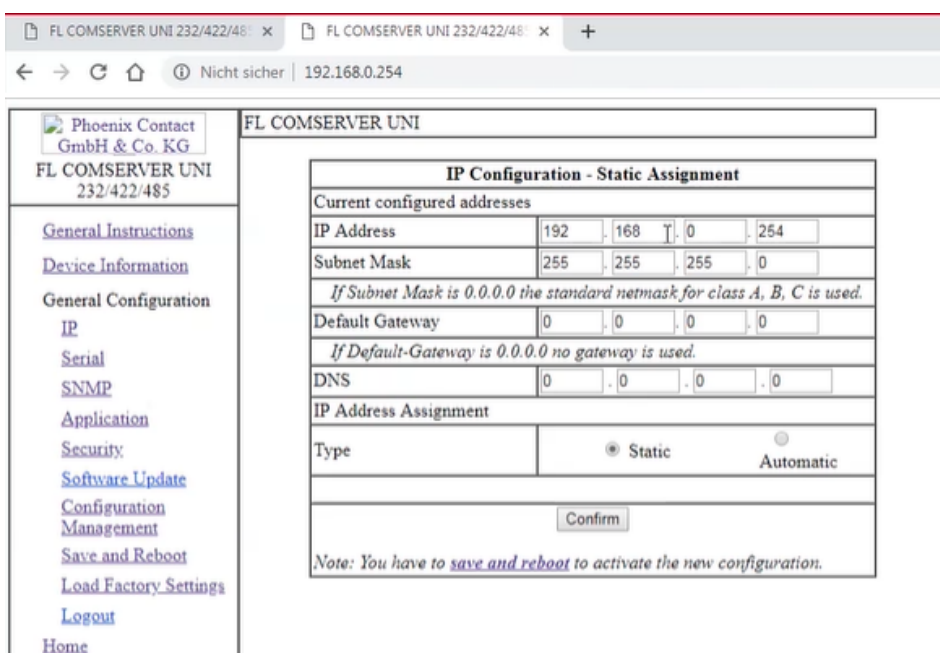 FL COMSERVER UNI 232/422/48
FL COMSERVER UNI 232/422/48
Nicht sicher | 192.168.0.254
Phoenix Contact
GmbH & Co. KG
FL COMSERVER UNI
232/422/485
General Instructions
Device Information
General Configuration
IP
Serial
SNMP
Application
Security
Software Update
Configuration
Management
Save and Reboot
Load Factory Settings
Logout
Home
FL COMSERVER UNI
IP Configuration - Static Assignment
Current configured addresses
IP Address 192 . 168 . 0 . 254
Subnet Mask 255 . 255 . 255 . 0
If Subnet Mask is 0.0.0.0 the standard netmask for class A, B, C is used.
Default Gateway 0 . 0 . 0 . 0
If Default-Gateway is 0.0.0.0 no gateway is used.
DNS 0 . 0 . 0 . 0
IP Address Assignment
Type Static Automatic
Confirm
Note: You have to save and reboot to activate the new configuration.